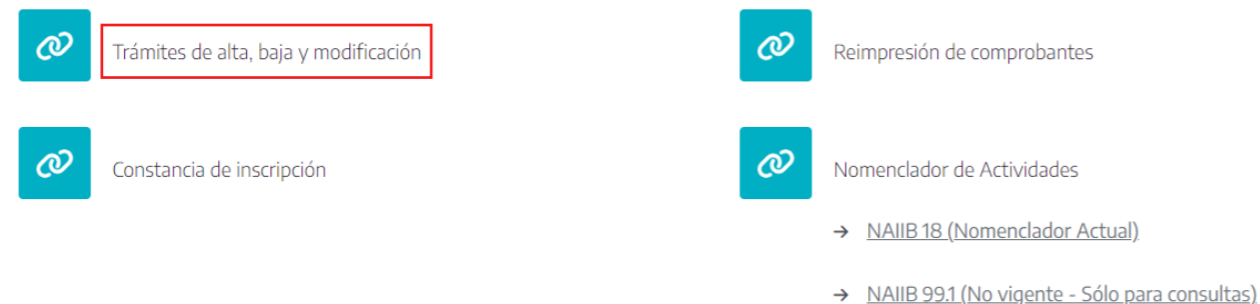 Trámites de alta, baja y modificación
Reimpresión de comprobantes
Constancia de inscripción
Nomenclador de Actividades
→ NAIIB 18 (Nomenclador Actual)
→ NAIIB 99.1 (No vigente - Sólo para consultas)